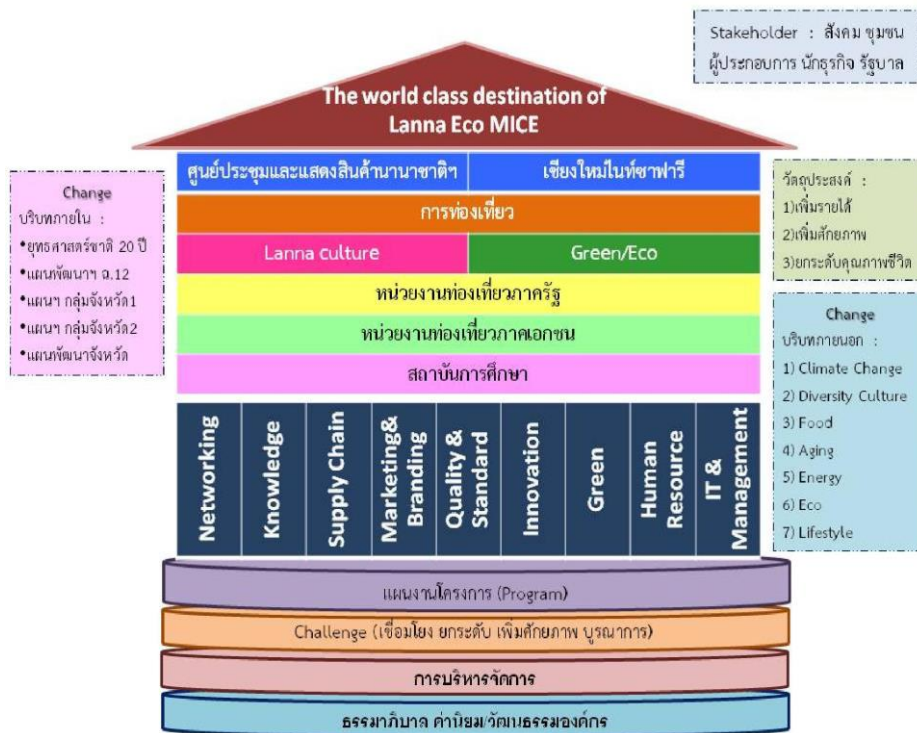 Stakeholder : สังคม ชุมชน
ผู้ประกอบการ นักธุรกิจ รัฐบาล
The world class destination of
Lanna Eco MICE
ศูนย์ประชุมและแสดงสินค้านานาชาติฯ
เชียงใหม่ไนท์ซาฟารี
การท่องเที่ยว
Lanna culture
Green/Eco
หน่วยงานท่องเที่ยวภาครัฐ
หน่วยงานท่องเที่ยวภาคเอกชน
สถาบันการศึกษา
Change
บริบทภายใน :
•ยุทธศาสตร์ชาติ 20 ปี
•แผนพัฒนาฯ ฉ.12
•แผนฯ กลุ่มจังหวัด1
•แผนฯ กลุ่มจังหวัด2
•แผนพัฒนาจังหวัด
วัตถุประสงค์ :
1)เพิ่มรายได้
2)เพิ่มศักยภาพ
3)ยกระดับคุณภาพชีวิต
Change
บริบทภายนอก :
1) Climate Change
2) Diversity Culture
3) Food
4) Aging
5) Energy
6) Eco
7) Lifestyle
Networking
Knowledge
Supply Chain
Marketing&
Branding
Quality &
Standard
Innovation
Green
Human
Resource
IT &
Management
แผนงานโครงการ (Program)
Challenge (เชื่อมโยง ยกระดับ เพิ่มศักยภาพ บูรณาการ)
การบริหารจัดการ
ธรรมาภิบาล ค่านิยม/วัฒนธรรมองค์กร